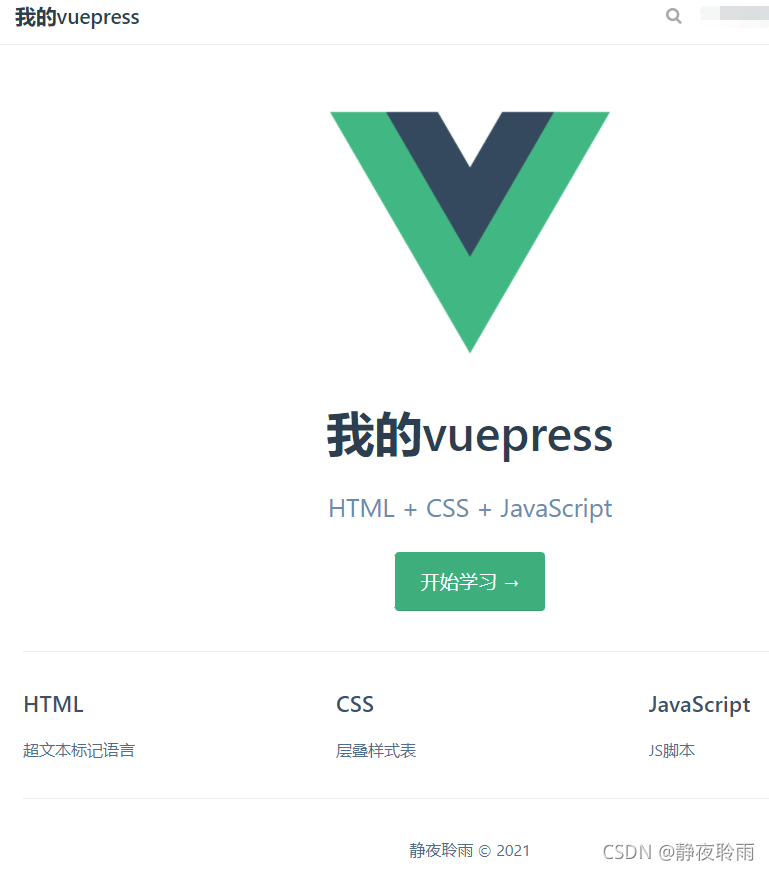 我的vuepress
我的vuepress
HTML + CSS + JavaScript
开始学习 →
HTML CSS JavaScript
超文本标记语言 层叠样式表 JS脚本
静夜聆雨 © 2021
CSDN @静夜聆雨